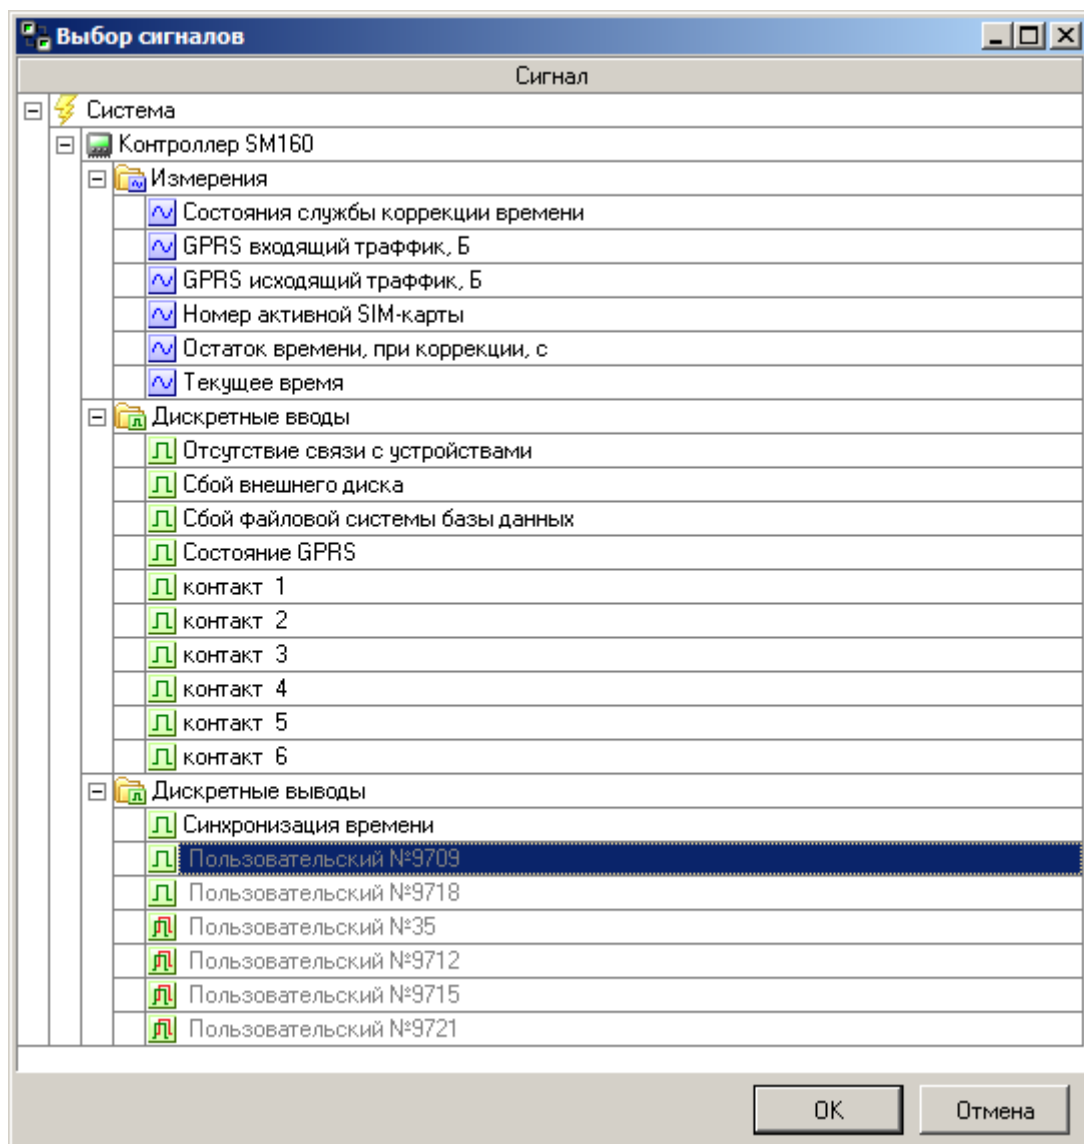 Выбор сигналов
Сигнал
Система
Контроллер SM160
Измерения
Состояния службы коррекции времени
GPRS входящий траффик, Б
GPRS исходящий траффик, Б
Номер активной SIM-карты
Остаток времени, при коррекции, с
Текущее время
Дискретные вводы
Отсутствие связи с устройствами
Сбой внешнего диска
Сбой файловой системы базы данных
Состояние GPRS
контакт 1
контакт 2
контакт 3
контакт 4
контакт 5
контакт 6
Дискретные выводы
Синхронизация времени
Пользовательский №9709
Пользовательский №9718
Пользовательский №35
Пользовательский №9712
Пользовательский №9715
Пользовательский №9721
OK Отмена